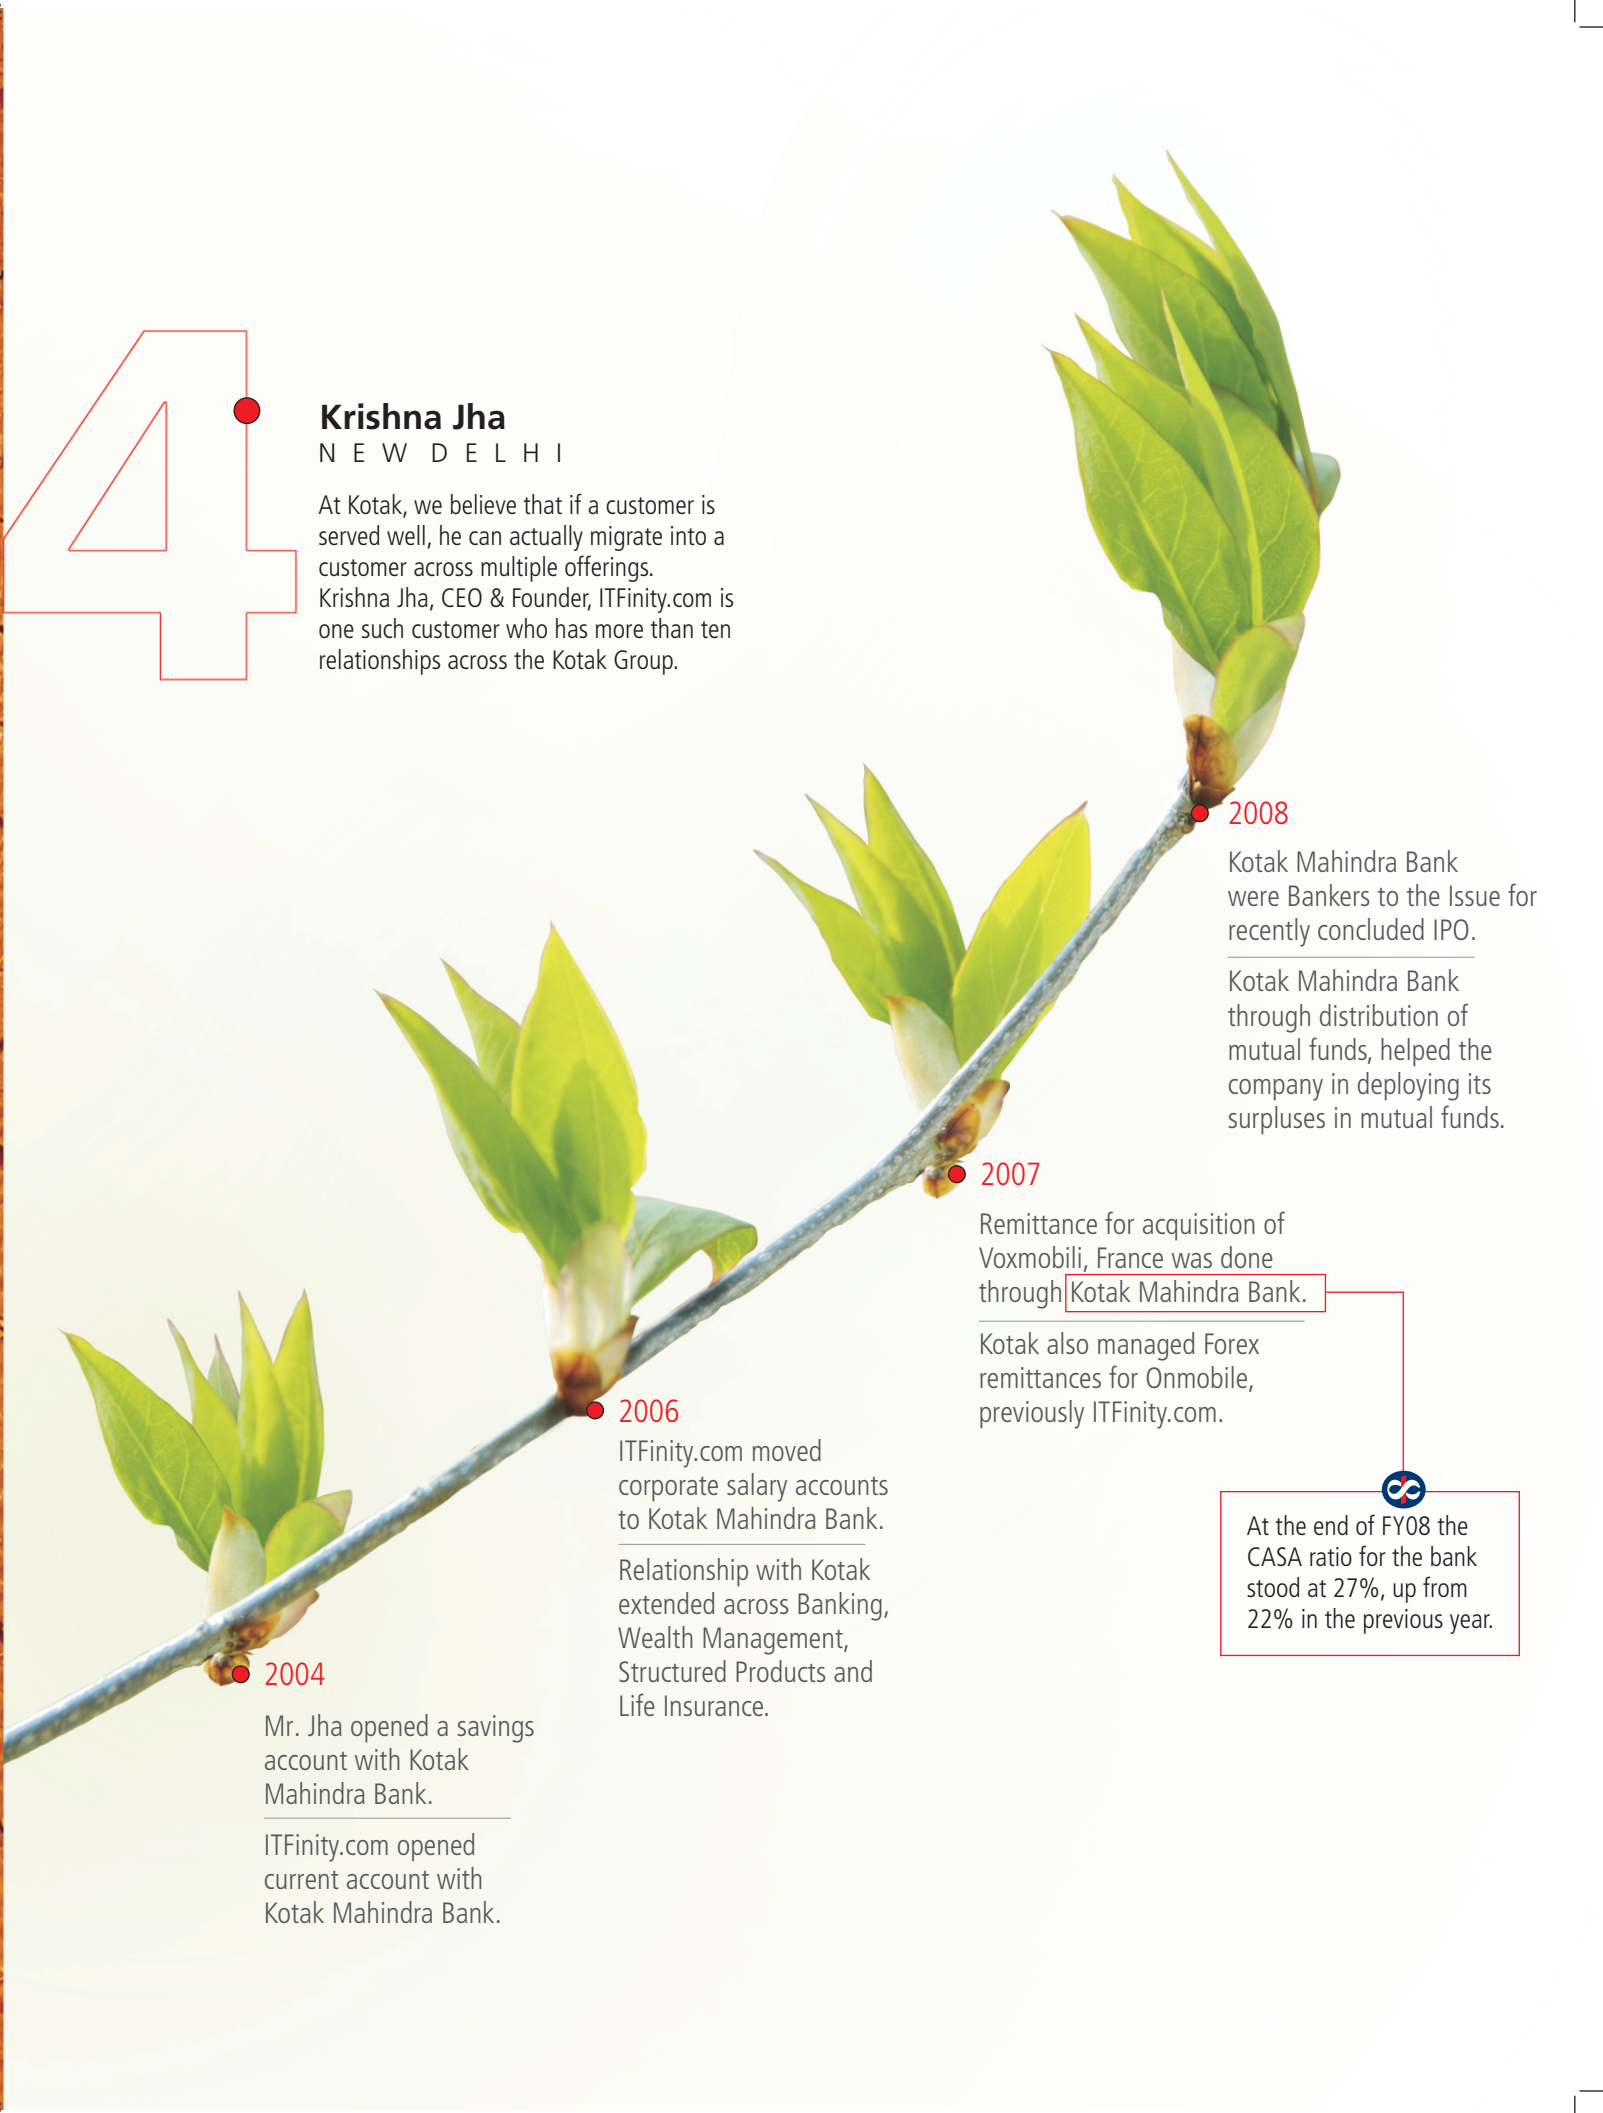 4
Krishna Jha
NEW DELHI
At Kotak, we believe that if a customer is
served well, he can actually migrate into a
customer across multiple offerings.
Krishna Jha, CEO & Founder, ITFinity.com is
one such customer who has more than ten
relationships across the Kotak Group.
2008
Kotak Mahindra Bank
were Bankers to the Issue for
recently concluded IPO.
Kotak Mahindra Bank
through distribution of
mutual funds, helped the
company in deploying its
surpluses in mutual funds.
2007
Remittance for acquisition of
Voxmobili, France was done
through Kotak Mahindra Bank.
Kotak also managed Forex
remittances for Onmobile,
previously ITFinity.com.
At the end of FY08 the
CASA ratio for the bank
stood at 27%, up from
22% in the previous year.
2006
ITFinity.com moved
corporate salary accounts
to Kotak Mahindra Bank.
Relationship with Kotak
extended across Banking,
Wealth Management,
Structured Products and
Life Insurance.
2004
Mr. Jha opened a savings
account with Kotak
Mahindra Bank.
ITFinity.com opened
current account with
Kotak Mahindra Bank.